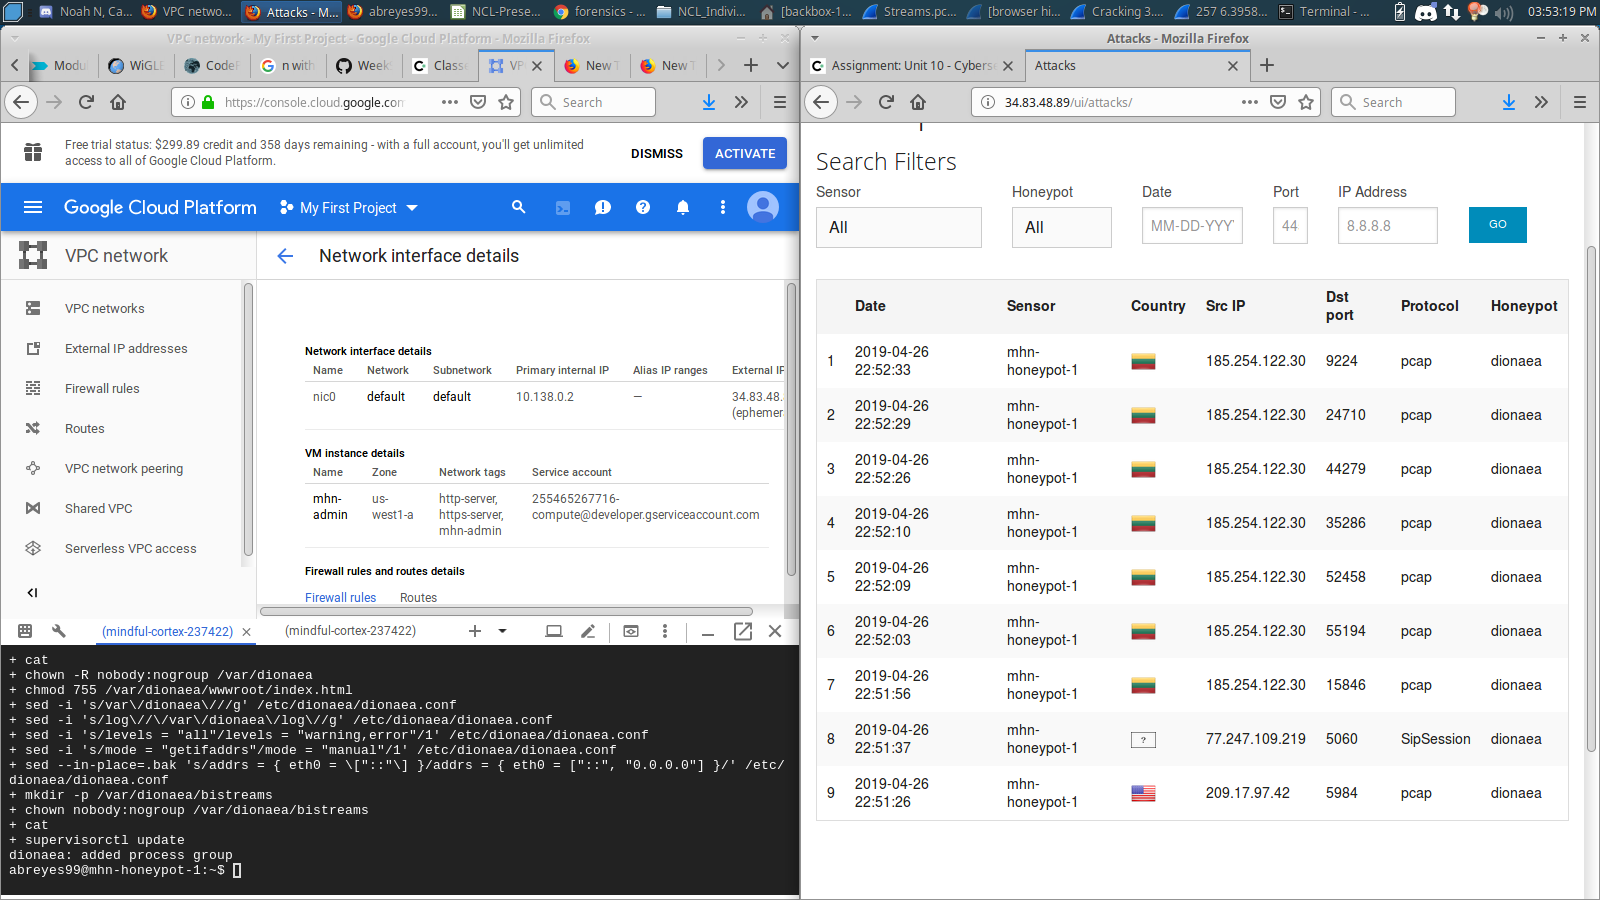 Noah N, Ca...
VPC netwo...
Attacks - M...
abreyes99...
NCL-Prese...
forensics - ...
NCL_Indivi...
[backbox-1...
Streams.pc...
[browser hi...
Cracking 3....
257 6.3958...
Terminal - ...
03:53:19 PM
VPC network - My First Project - Google Cloud Platform - Mozilla Firefox
Modu
WiGLE
CodeP
n with
Week
Classe
VP
New T
New T
https://console.cloud.google.con
Search
Free trial status: $299.89 credit and 358 days remaining - with a full account, you'll get unlimited
access to all of Google Cloud Platform.
DISMISS
ACTIVATE
Google Cloud Platform
My First Project
VPC network
Network interface details
VPC networks
External IP addresses
Firewall rules
Routes
VPC network peering
Shared VPC
Serverless VPC access
Network interface details
Name Network Subnetwork Primary internal IP Alias IP ranges External IP
nic0 default default 10.138.0.2 — 34.83.48.
(ephemer
VM instance details
Name Zone Network tags Service account
mhn-admin us-west1-a http-server, https-server, mhn-admin 255465267716-compute@developer.gserviceaccount.com
Firewall rules and routes details
Firewall rules Routes
(mindful-cortex-237422)
(mindful-cortex-237422)
+ cat
+ chown -R nobody:nogroup /var/dionaea
+ chmod 755 /var/dionaea/wwwroot/index.html
+ sed -i 's/var\/dionaea\///g' /etc/dionaea/dionaea.conf
+ sed -i 's/log\//\/var\/dionaea\/log\//g' /etc/dionaea/dionaea.conf
+ sed -i 's/levels = "all"/levels = "warning,error"/1' /etc/dionaea/dionaea.conf
+ sed -i 's/mode = "getifaddrs"/mode = "manual"/1' /etc/dionaea/dionaea.conf
+ sed --in-place=.bak 's/addrs = { eth0 = \["::"\] }/addrs = { eth0 = ["::", "0.0.0.0"] }/' /etc/
dionaea/dionaea.conf
+ mkdir -p /var/dionaea/bistreams
+ chown nobody:nogroup /var/dionaea/bistreams
+ cat
+ supervisorctl update
dionaea: added process group
abreyes99@mhn-honeypot-1:~$
Attacks - Mozilla Firefox
Assignment: Unit 10 - Cyberse
Attacks
34.83.48.89/ui/attacks/
Search
Search Filters
Sensor Honeypot Date Port IP Address
All All MM-DD-YYY 44 8.8.8.8 GO
Date Sensor Country Src IP Dst port Protocol Honeypot
1 2019-04-26 22:52:33 mhn-honeypot-1 185.254.122.30 9224 pcap dionaea
2 2019-04-26 22:52:29 mhn-honeypot-1 185.254.122.30 24710 pcap dionaea
3 2019-04-26 22:52:26 mhn-honeypot-1 185.254.122.30 44279 pcap dionaea
4 2019-04-26 22:52:10 mhn-honeypot-1 185.254.122.30 35286 pcap dionaea
5 2019-04-26 22:52:09 mhn-honeypot-1 185.254.122.30 52458 pcap dionaea
6 2019-04-26 22:52:03 mhn-honeypot-1 185.254.122.30 55194 pcap dionaea
7 2019-04-26 22:51:56 mhn-honeypot-1 185.254.122.30 15846 pcap dionaea
8 2019-04-26 22:51:37 mhn-honeypot-1 ? 77.247.109.219 5060 SipSession dionaea
9 2019-04-26 22:51:26 mhn-honeypot-1 209.17.97.42 5984 pcap dionaea